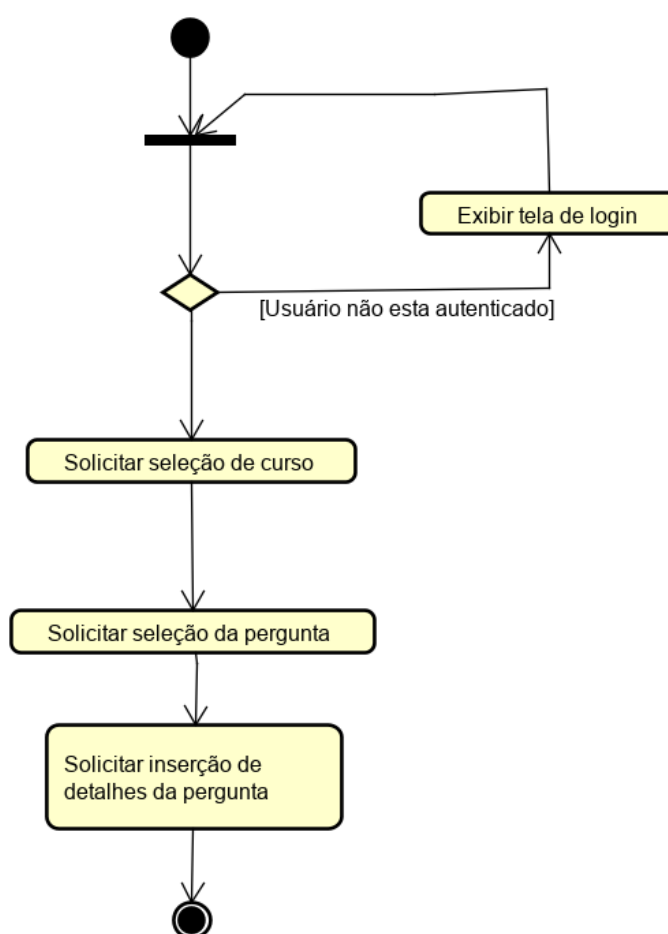 Exibir tela de login
[Usuário não esta autenticado]
Solicitar seleção de curso
Solicitar seleção da pergunta
Solicitar inserção de
detalhes da pergunta